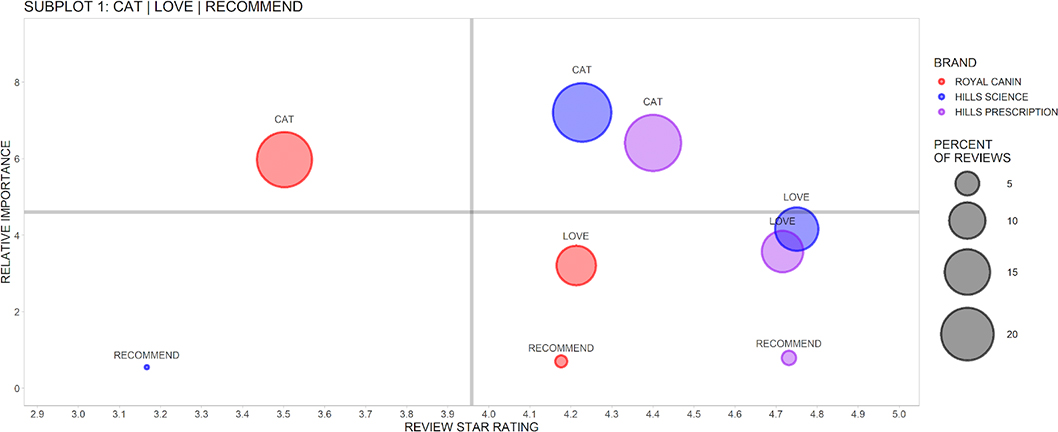 SUBPLOT 1: CAT | LOVE | RECOMMEND
CAT
CAT
CAT
LOVE
LOVE
LOVE
RECOMMEND
RECOMMEND
RECOMMEND
RELATIVE IMPORTANCE
8
6
4
2
0
2.9 3.0 3.1 3.2 3.3 3.4 3.5 3.6 3.7 3.8 3.9 4.0 4.1 4.2 4.3 4.4 4.5 4.6 4.7 4.8 4.9 5.0
REVIEW STAR RATING
BRAND
ROYAL CANIN
HILLS SCIENCE
HILLS PRESCRIPTION
PERCENT
OF REVIEWS
5
10
15
20